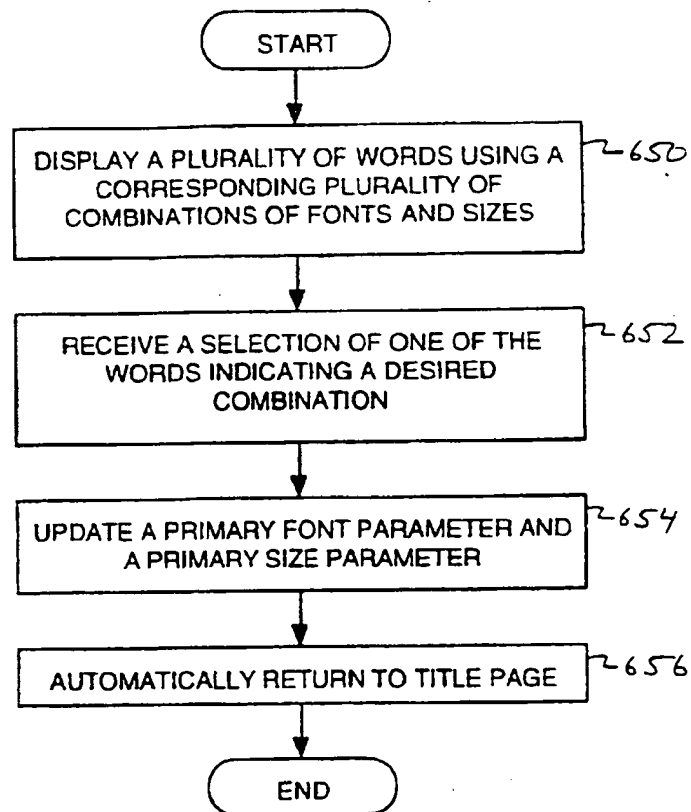 START
DISPLAY A PLURALITY OF WORDS USING A
CORRESPONDING PLURALITY OF
COMBINATIONS OF FONTS AND SIZES
650
RECEIVE A SELECTION OF ONE OF THE
WORDS INDICATING A DESIRED
COMBINATION
652
UPDATE A PRIMARY FONT PARAMETER AND
A PRIMARY SIZE PARAMETER
654
AUTOMATICALLY RETURN TO TITLE PAGE
656
END